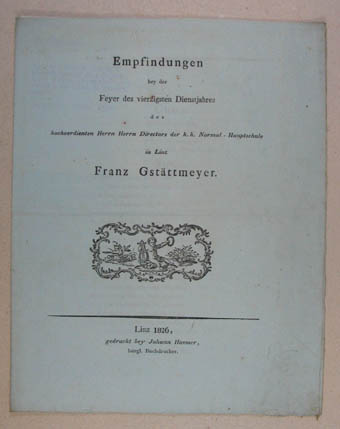 Empfindungen
bey der
Feyer des vierzigsten Dienstjahres
des
hochverdienten Herrn Herrn Directors der k. k. Normal-Hauptschule
in Linz
Franz Gstättmeyer.
Linz 1826,
gedruckt bey Johann Huemer,
bürgl. Buchdrucker.